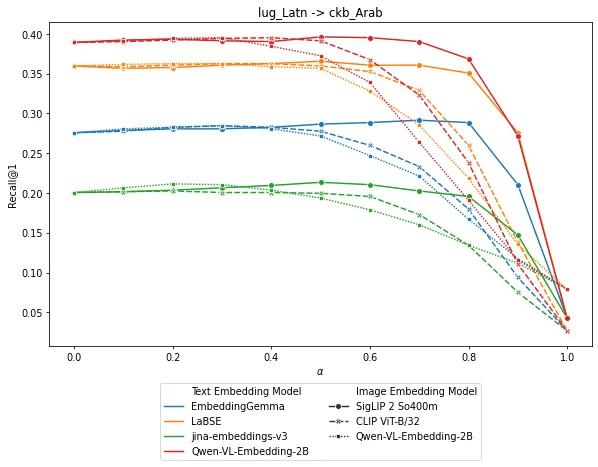 lug_Latn -> ckb_Arab
0.40
0.35
0.30
0.25
0.20
0.15
0.10
0.05
Recall@1
0.0
0.2
0.4
0.6
0.8
1.0
α
Text Embedding Model
EmbeddingGemma
LaBSE
jina-embeddings-v3
Qwen-VL-Embedding-2B
Image Embedding Model
SigLIP 2 So400m
CLIP ViT-B/32
Qwen-VL-Embedding-2B